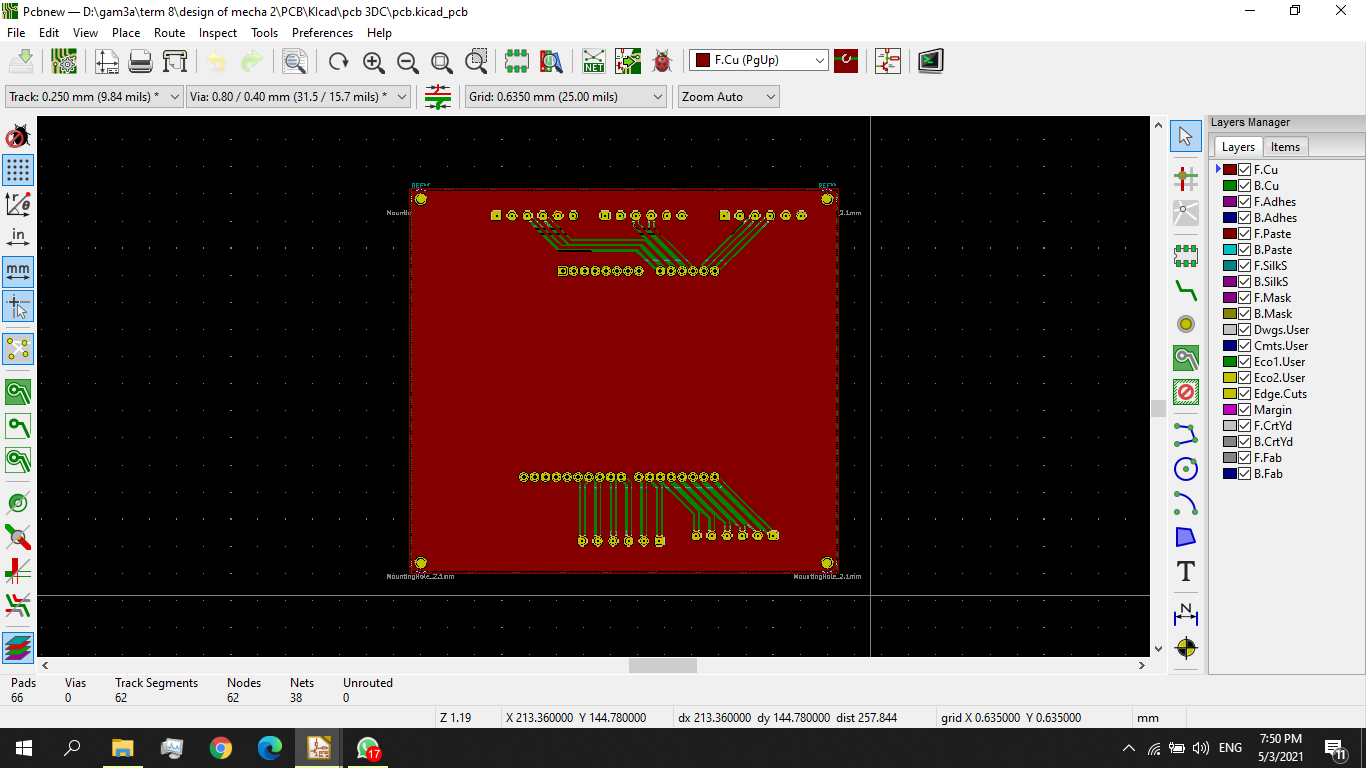 Pcbnew — D:\gam3a\term 8\design of mecha 2\PCB\KIcad\pcb 3DC\pcb.kicad_pcb
File Edit View Place Route Inspect Tools Preferences Help
NET
F.Cu (PgUp)
Track: 0.250 mm (9.84 mils) *
Via: 0.80 / 0.40 mm (31.5 / 15.7 mils) *
Grid: 0.6350 mm (25.00 mils)
Zoom Auto
in
mm
2.1mm
MountingHole_2.1mm
MountingHole_2.1mm
T
N
Layers Manager
Layers Items
F.Cu
B.Cu
F.Adhes
B.Adhes
F.Paste
B.Paste
F.SilkS
B.SilkS
F.Mask
B.Mask
Dwgs.User
Cmts.User
Eco1.User
Eco2.User
Edge.Cuts
Margin
F.CrtYd
B.CrtYd
F.Fab
B.Fab
Pads Vias Track Segments Nodes Nets Unrouted
66 0 62 62 38 0
Z 1.19 X 213.360000 Y 144.780000 dx 213.360000 dy 144.780000 dist 257.844 grid X 0.635000 Y 0.635000 mm
17
ENG
7:50 PM
5/3/2021
11